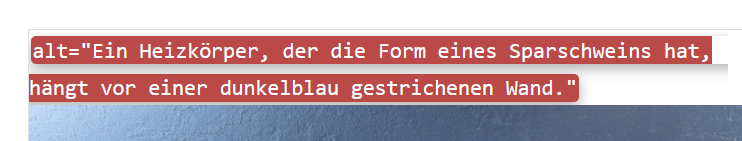 alt="Ein Heizkörper, der die Form eines Sparschweins hat,
hängt vor einer dunkelblau gestrichenen Wand."